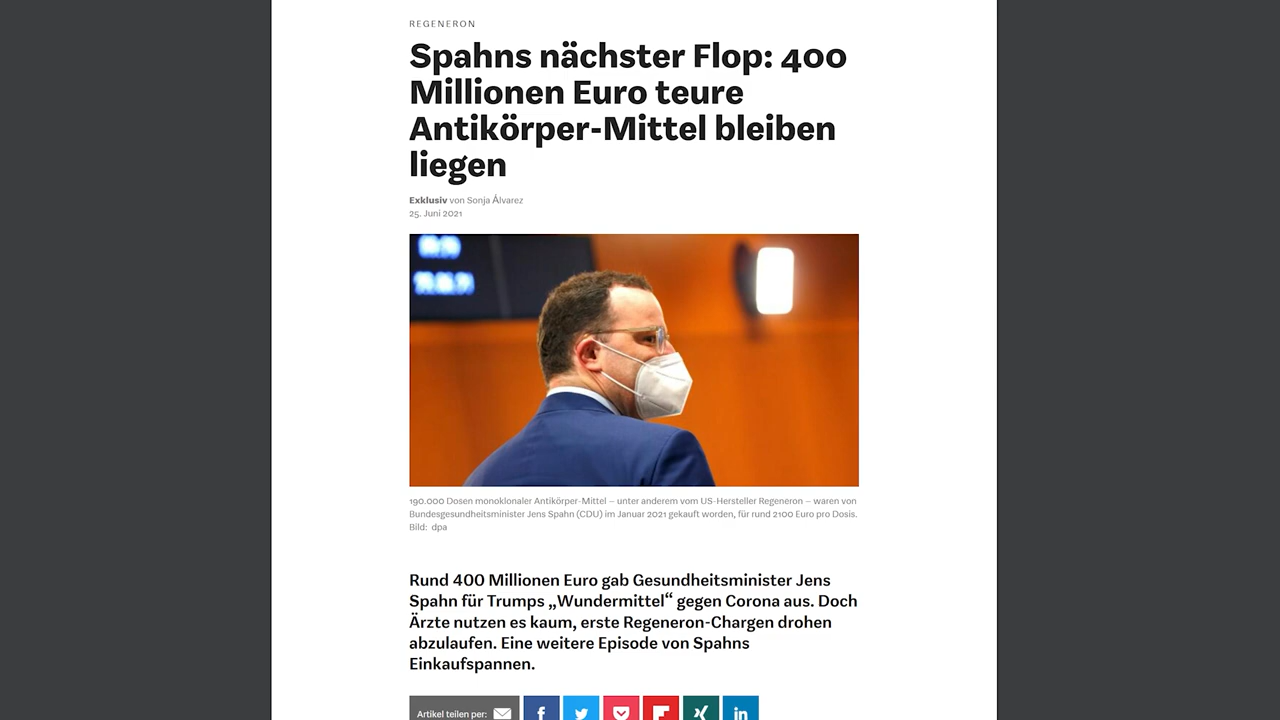 REGENERON
Spahns nächster Flop: 400
Millionen Euro teure
Antikörper-Mittel bleiben
liegen
Exklusiv von Sonja Álvarez
25. Juni 2021
190.000 Dosen monoklonaler Antikörper-Mittel – unter anderem vom US-Hersteller Regeneron – waren von
Bundesgesundheitsminister Jens Spahn (CDU) im Januar 2021 gekauft worden, für rund 2100 Euro pro Dosis.
Bild: dpa
Rund 400 Millionen Euro gab Gesundheitsminister Jens
Spahn für Trumps „Wundermittel“ gegen Corona aus. Doch
Ärzte nutzen es kaum, erste Regeneron-Chargen drohen
abzulaufen. Eine weitere Episode von Spahns
Einkaufspannen.
Artikel teilen per: